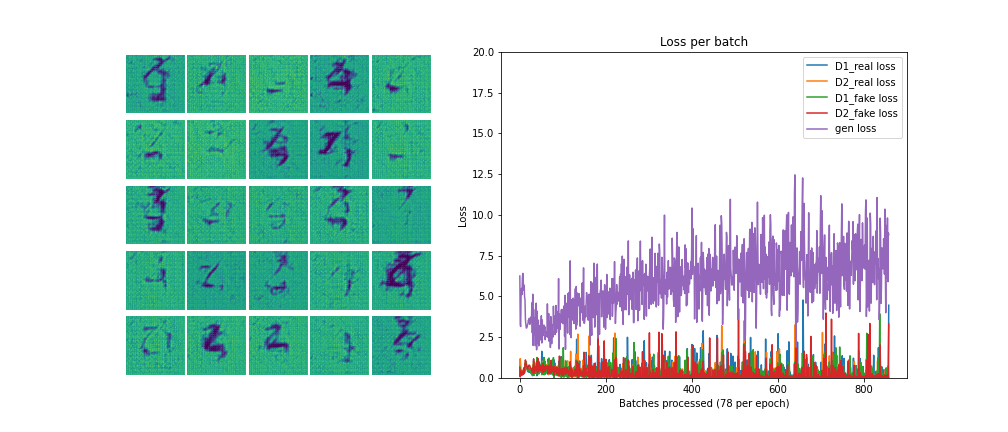 Loss per batch
20.0
17.5
15.0
12.5
10.0
7.5
5.0
2.5
0.0
Loss
D1_real loss
D2_real loss
D1_fake loss
D2_fake loss
gen loss
0 200 400 600 800
Batches processed (78 per epoch)